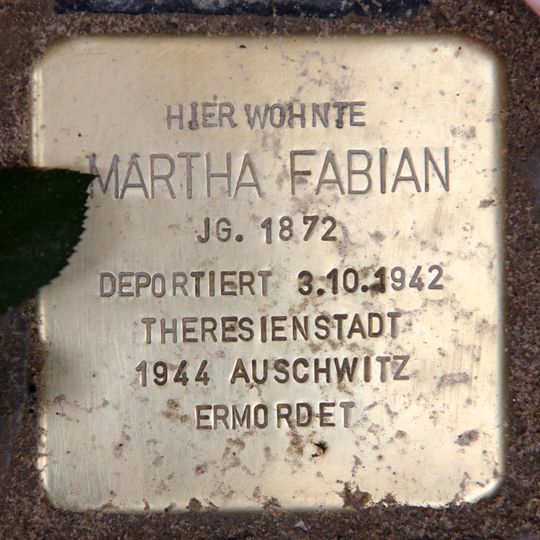 HIER WOHNTE
MARTHA FABIAN
JG. 1872
DEPORTIERT 3.10.1942
THERESIENSTADT
1944 AUSCHWITZ
ERMORDET